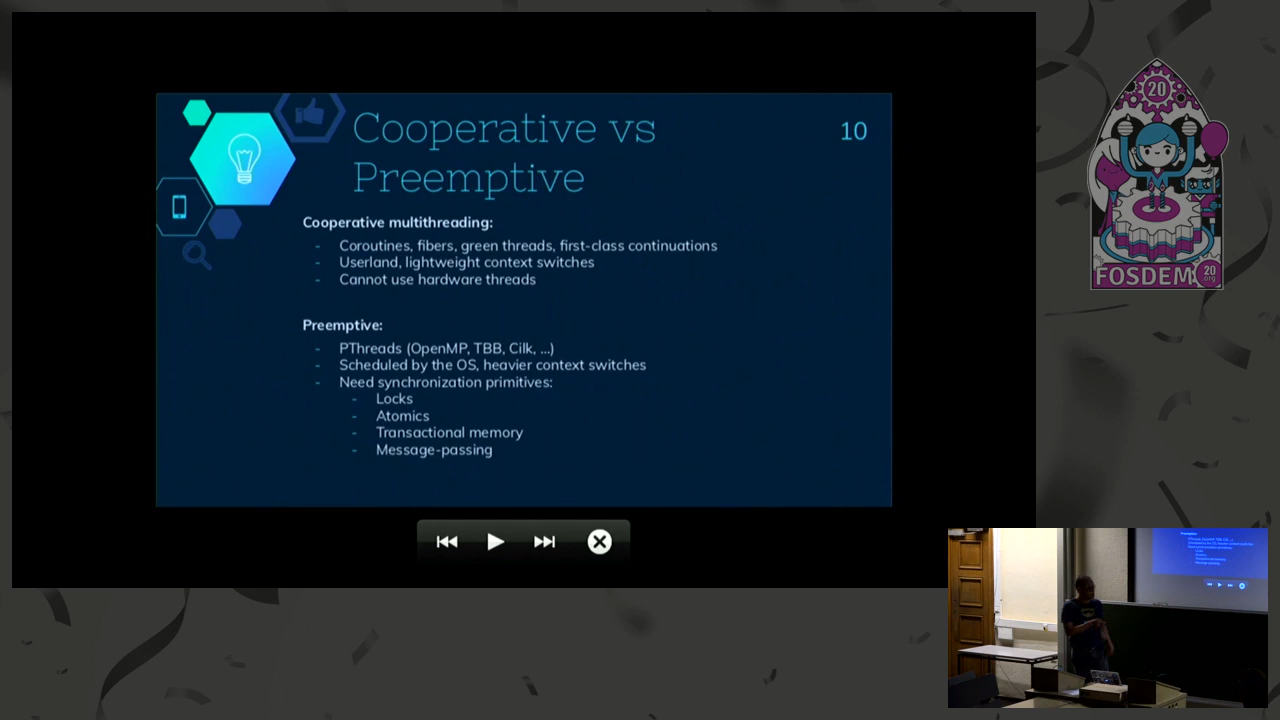 Cooperative vs
Preemptive
10
Cooperative multithreading:
- Coroutines, fibers, green threads, first-class continuations
- Userland, lightweight context switches
- Cannot use hardware threads
Preemptive:
- PThreads (OpenMP, TBB, Cilk, ...)
- Scheduled by the OS, heavier context switches
- Need synchronization primitives:
- Locks
- Atomics
- Transactional memory
- Message-passing
20
FOSDEM
20
.org